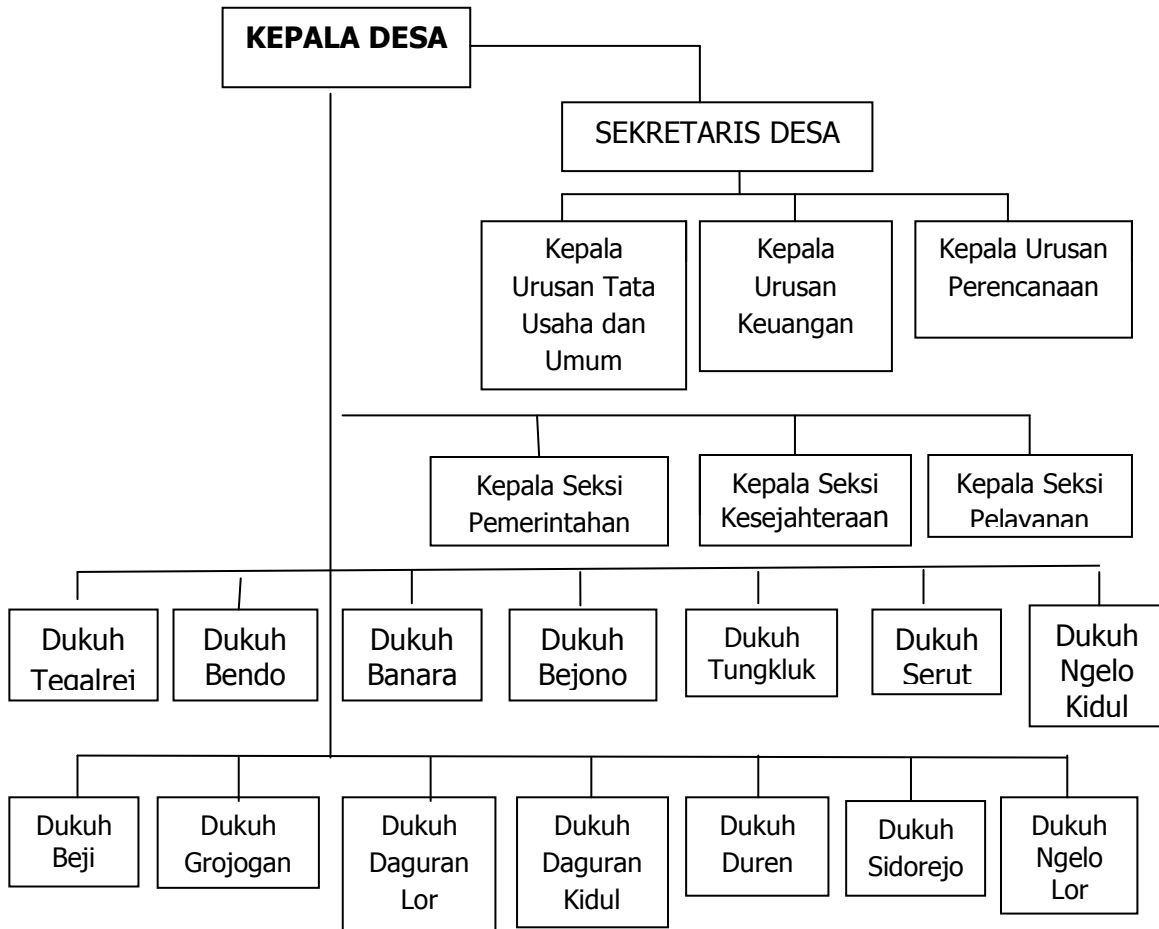 KEPALA DESA
SEKRETARIS DESA
Kepala
Urusan Tata
Usaha dan
Umum
Kepala
Urusan
Keuangan
Kepala Urusan
Perencanaan
Kepala Seksi
Pemerintahan
Kepala Seksi
Kesejahteraan
Kepala Seksi
Pelayanan
Dukuh
Tegalrej
Dukuh
Bendo
Dukuh
Banara
Dukuh
Bejono
Dukuh
Tungkluk
Dukuh
Serut
Dukuh
Ngelo
Kidul
Dukuh
Beji
Dukuh
Grojogan
Dukuh
Daguran
Lor
Dukuh
Daguran
Kidul
Dukuh
Duren
Dukuh
Sidorejo
Dukuh
Ngelo
Lor